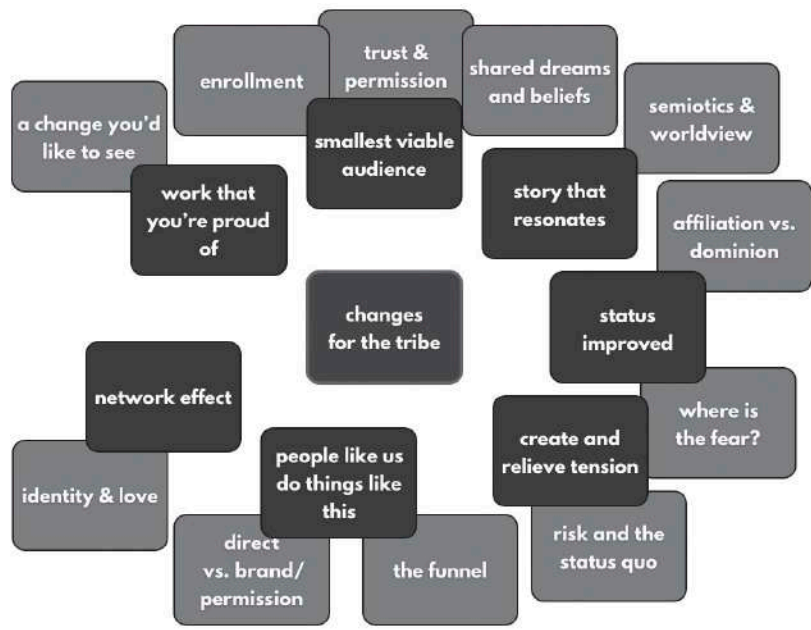 enrollment
trust &
permission
shared dreams
and beliefs
semiotics &
worldview
a change you'd
like to see
smallest viable
audience
work that
you're proud
of
story that
resonates
affiliation vs.
dominion
changes
for the tribe
status
improved
network effect
where is
the fear?
create and
relieve tension
people like us
do things like
this
identity & love
direct
vs. brand/
permission
the funnel
risk and the
status quo